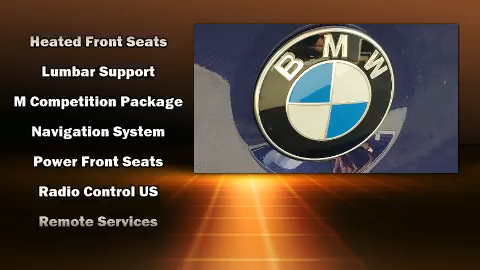 Heated Front Seats
Lumbar Support
M Competition Package
Navigation System
Power Front Seats
Radio Control US
Remote Services
BMW